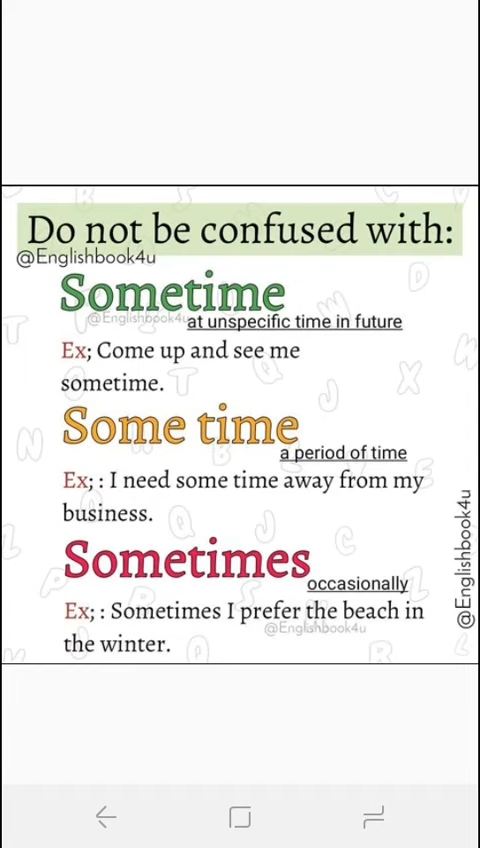 Do not be confused with:
@Englishbook4u
Sometime
@Englishbook4u
at unspecific time in future
Ex; Come up and see me
sometime.
Some time
a period of time
Ex; : I need some time away from my
business.
Sometimes
occasionally
Ex; : Sometimes I prefer the beach in
@Englishbook4u
the winter.
@Englishbook4u